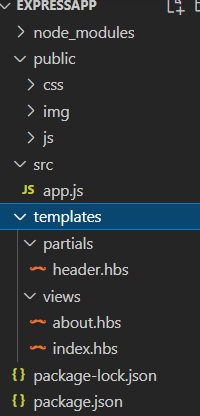 EXPRESSAPP
node_modules
public
css
img
js
src
JS app.js
templates
partials
header.hbs
views
about.hbs
index.hbs
{} package-lock.json
{} package.json